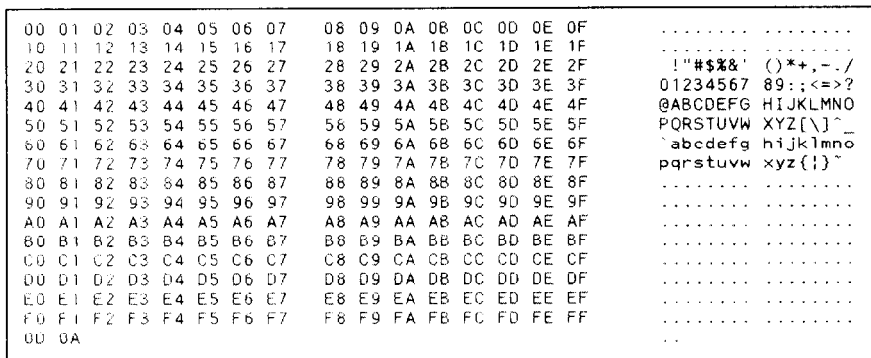 00 01 02 03 04 05 06 07 08 09 0A 0B 0C 0D 0E 0F ........ ........
10 11 12 13 14 15 16 17 18 19 1A 1B 1C 1D 1E 1F ........ ........
20 21 22 23 24 25 26 27 28 29 2A 2B 2C 2D 2E 2F !"#$%&' ()*+,-./
30 31 32 33 34 35 36 37 38 39 3A 3B 3C 3D 3E 3F 01234567 89:;<=>?
40 41 42 43 44 45 46 47 48 49 4A 4B 4C 4D 4E 4F @ABCDEFG HIJKLMNO
50 51 52 53 54 55 56 57 58 59 5A 5B 5C 5D 5E 5F PQRSTUVW XYZ[\]^_
60 61 62 63 64 65 66 67 68 69 6A 6B 6C 6D 6E 6F `abcdefg hijklmno
70 71 72 73 74 75 76 77 78 79 7A 7B 7C 7D 7E 7F pqrstuvw xyz{|}~
80 81 82 83 84 85 86 87 88 89 8A 8B 8C 8D 8E 8F ........ ........
90 91 92 93 94 95 96 97 98 99 9A 9B 9C 9D 9E 9F ........ ........
A0 A1 A2 A3 A4 A5 A6 A7 A8 A9 AA AB AC AD AE AF ........ ........
B0 B1 B2 B3 B4 B5 B6 B7 B8 B9 BA BB BC BD BE BF ........ ........
C0 C1 C2 C3 C4 C5 C6 C7 C8 C9 CA CB CC CD CE CF ........ ........
D0 D1 D2 D3 D4 D5 D6 D7 D8 D9 DA DB DC DD DE DF ........ ........
E0 E1 E2 E3 E4 E5 E6 E7 E8 E9 EA EB EC ED EE EF ........ ........
F0 F1 F2 F3 F4 F5 F6 F7 F8 F9 FA FB FC FD FE FF ........ ........
0D 0A ..